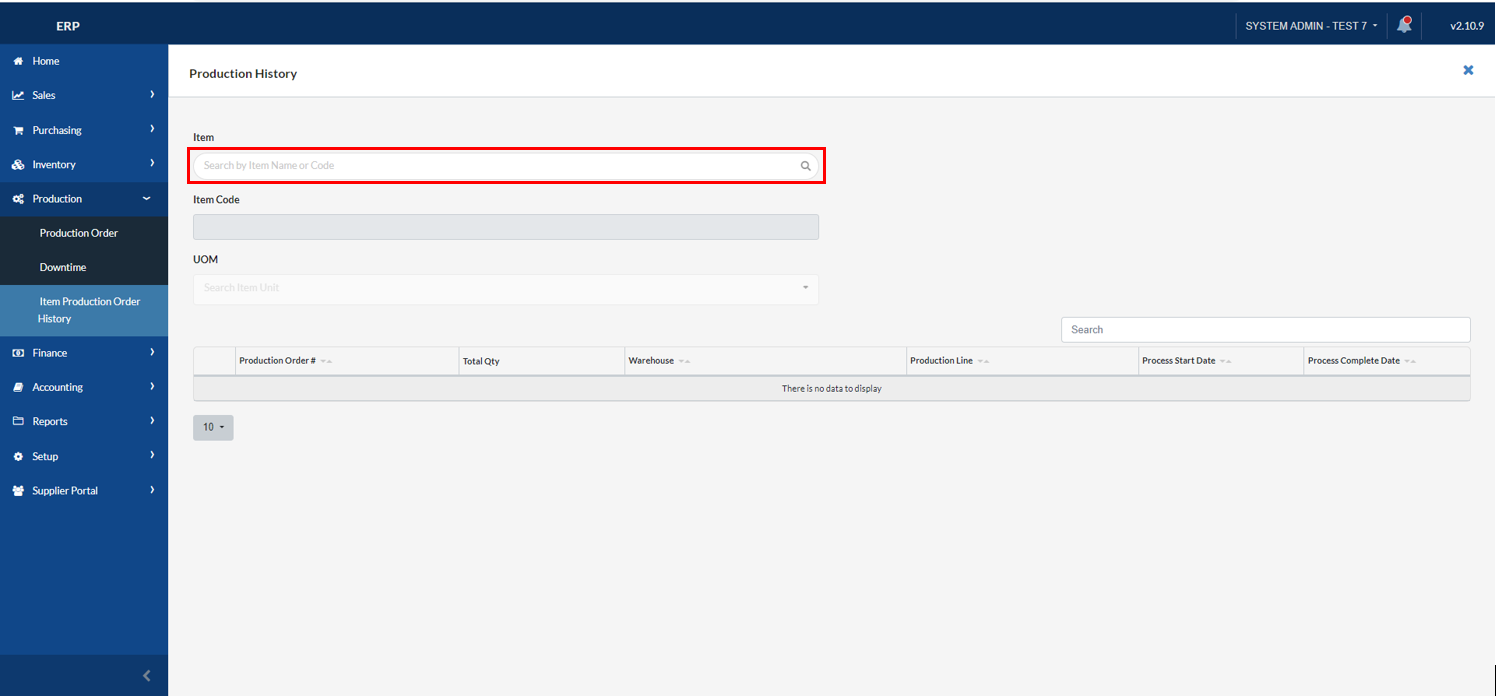 ERP
SYSTEM ADMIN - TEST 7
v2.10.9
Home
Sales
Purchasing
Inventory
Production
Production Order
Downtime
Item Production Order
History
Finance
Accounting
Reports
Setup
Supplier Portal
Production History
Item
Search by Item Name or Code
Item Code
UOM
Search Item Unit
Search
Production Order # Total Qty Warehouse Production Line Process Start Date Process Complete Date
There is no data to display
10